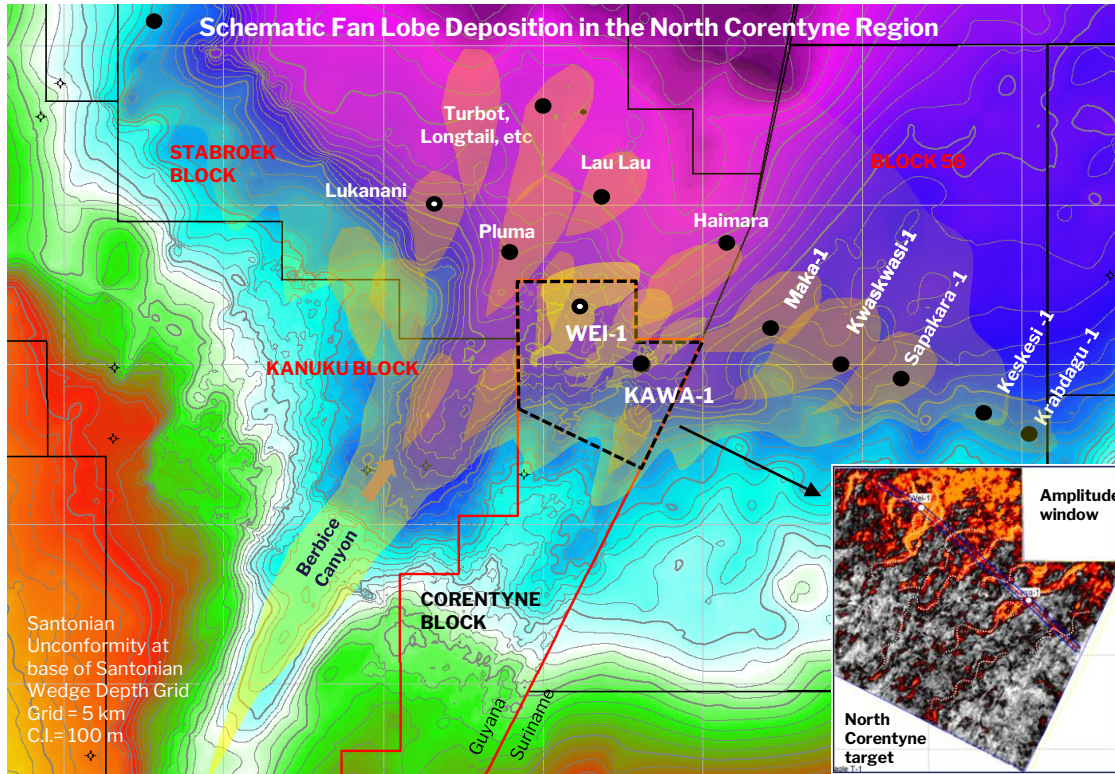 Schematic Fan Lobe Deposition in the North Corentyne Region
Turbot,
Longtail, etc
STABROEK
BLOCK
BLOCK 58
Lau Lau
Lukanani
Haimara
Pluma
Maka-1
Kwaskwasi-1
Sapakara -1
WEI-1
KANUKU BLOCK
KAWA-1
Keskesi -1
Krabdagu -1
Berbice
Canyon
CORENTYNE
BLOCK
Santonian
Unconformity at
base of Santonian
Wedge Depth Grid
Grid = 5 km
C.I.= 100 m
Guyana
Suriname
Wei-1
Amplitude
window
North
Corentyne
target